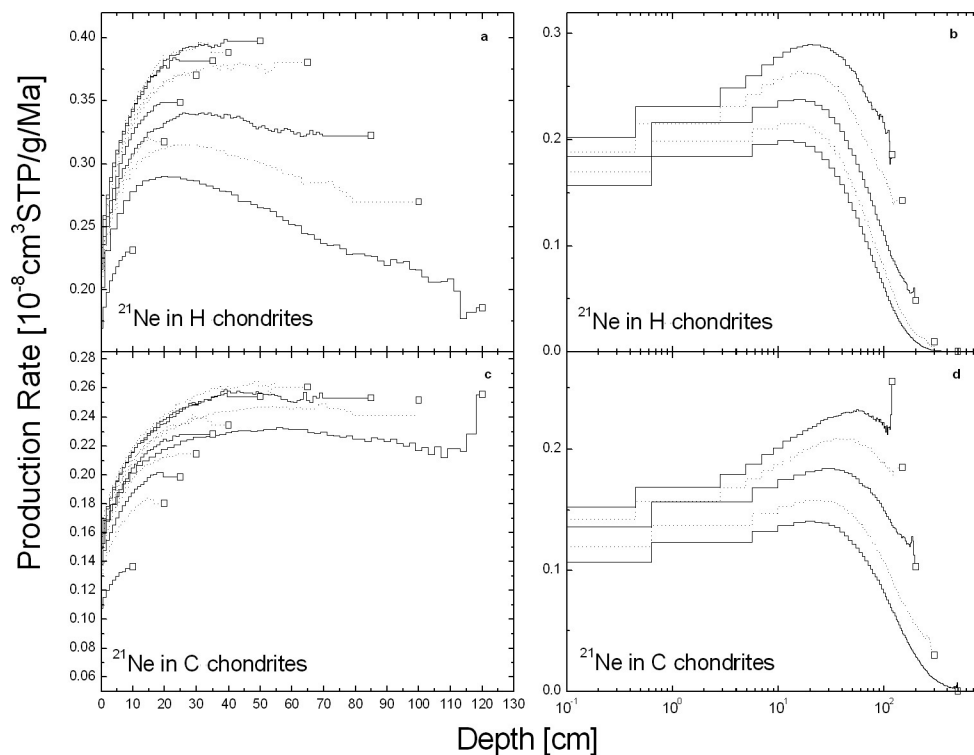 a
b
0.40
0.35
0.30
0.25
0.20
²¹Ne in H chondrites
0.3
0.2
0.1
0.0
²¹Ne in H chondrites
Production Rate [10⁻⁸cm³STP/g/Ma]
c
d
0.28
0.26
0.24
0.22
0.20
0.18
0.16
0.14
0.12
0.10
0.08
0.06
²¹Ne in C chondrites
0 10 20 30 40 50 60 70 80 90 100 110 120 130
0.2
0.1
0.0
²¹Ne in C chondrites
10⁻¹ 10⁰ 10¹ 10²
Depth [cm]